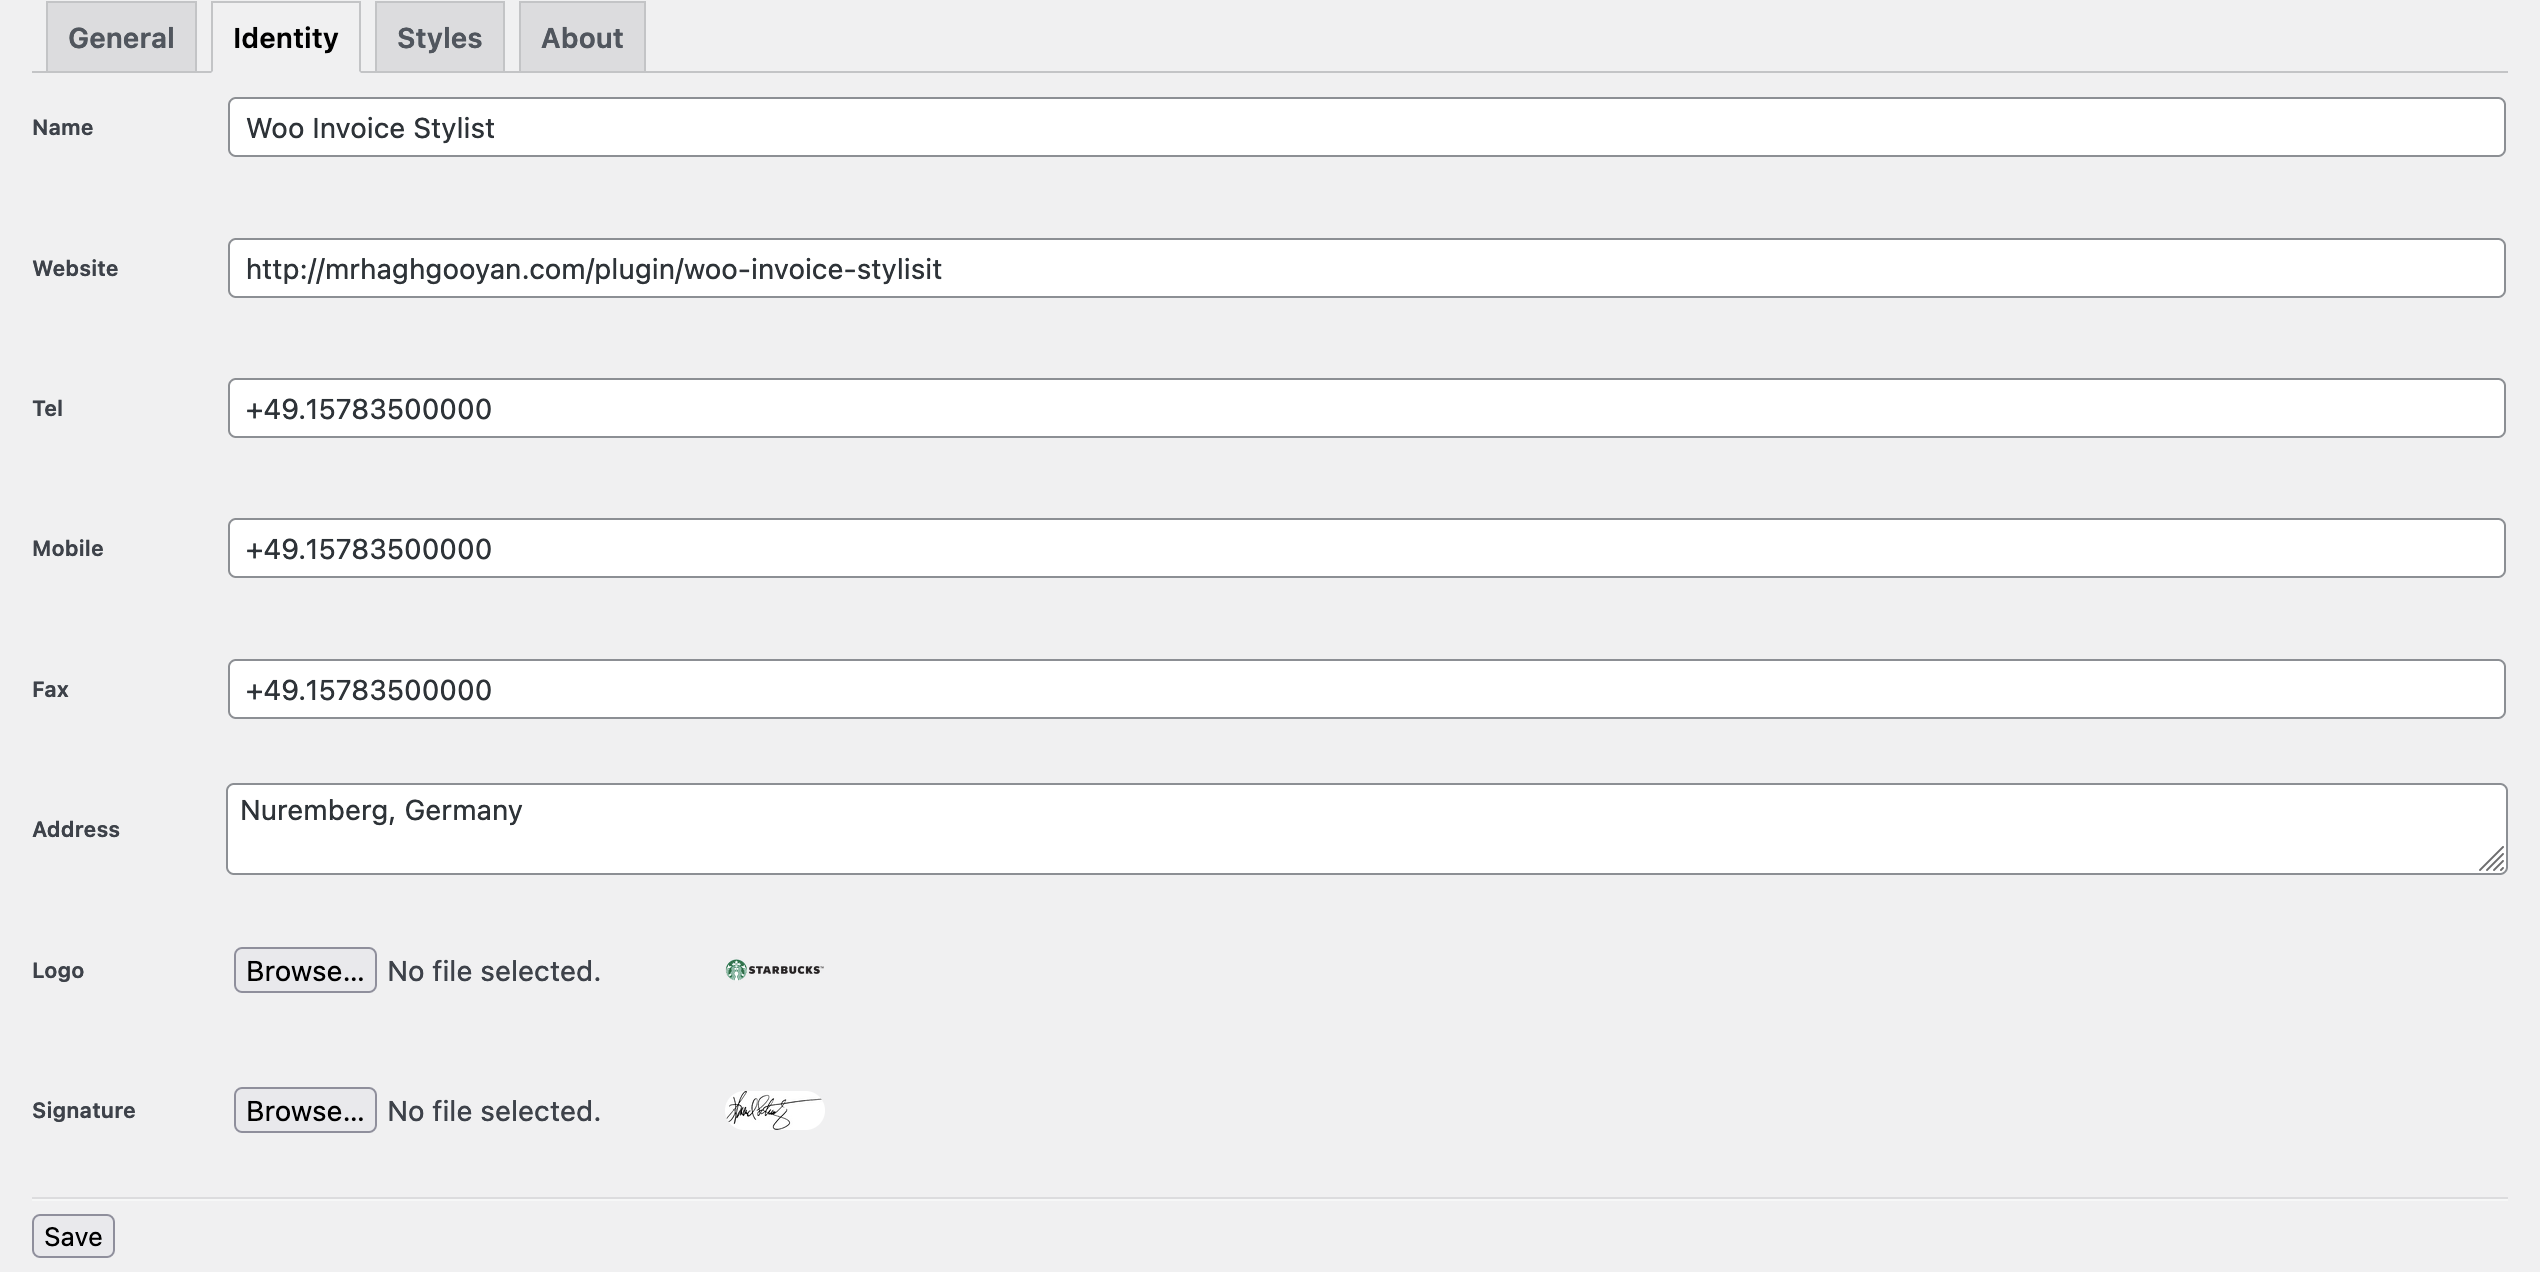 General Identity Styles About
Name Woo Invoice Stylist
Website http://mrhaghgooyan.com/plugin/woo-invoice-stylisit
Tel +49.15783500000
Mobile +49.15783500000
Fax +49.15783500000
Address Nuremberg, Germany
Logo Browse... No file selected. STARBUCKS™
Signature Browse... No file selected.
Save